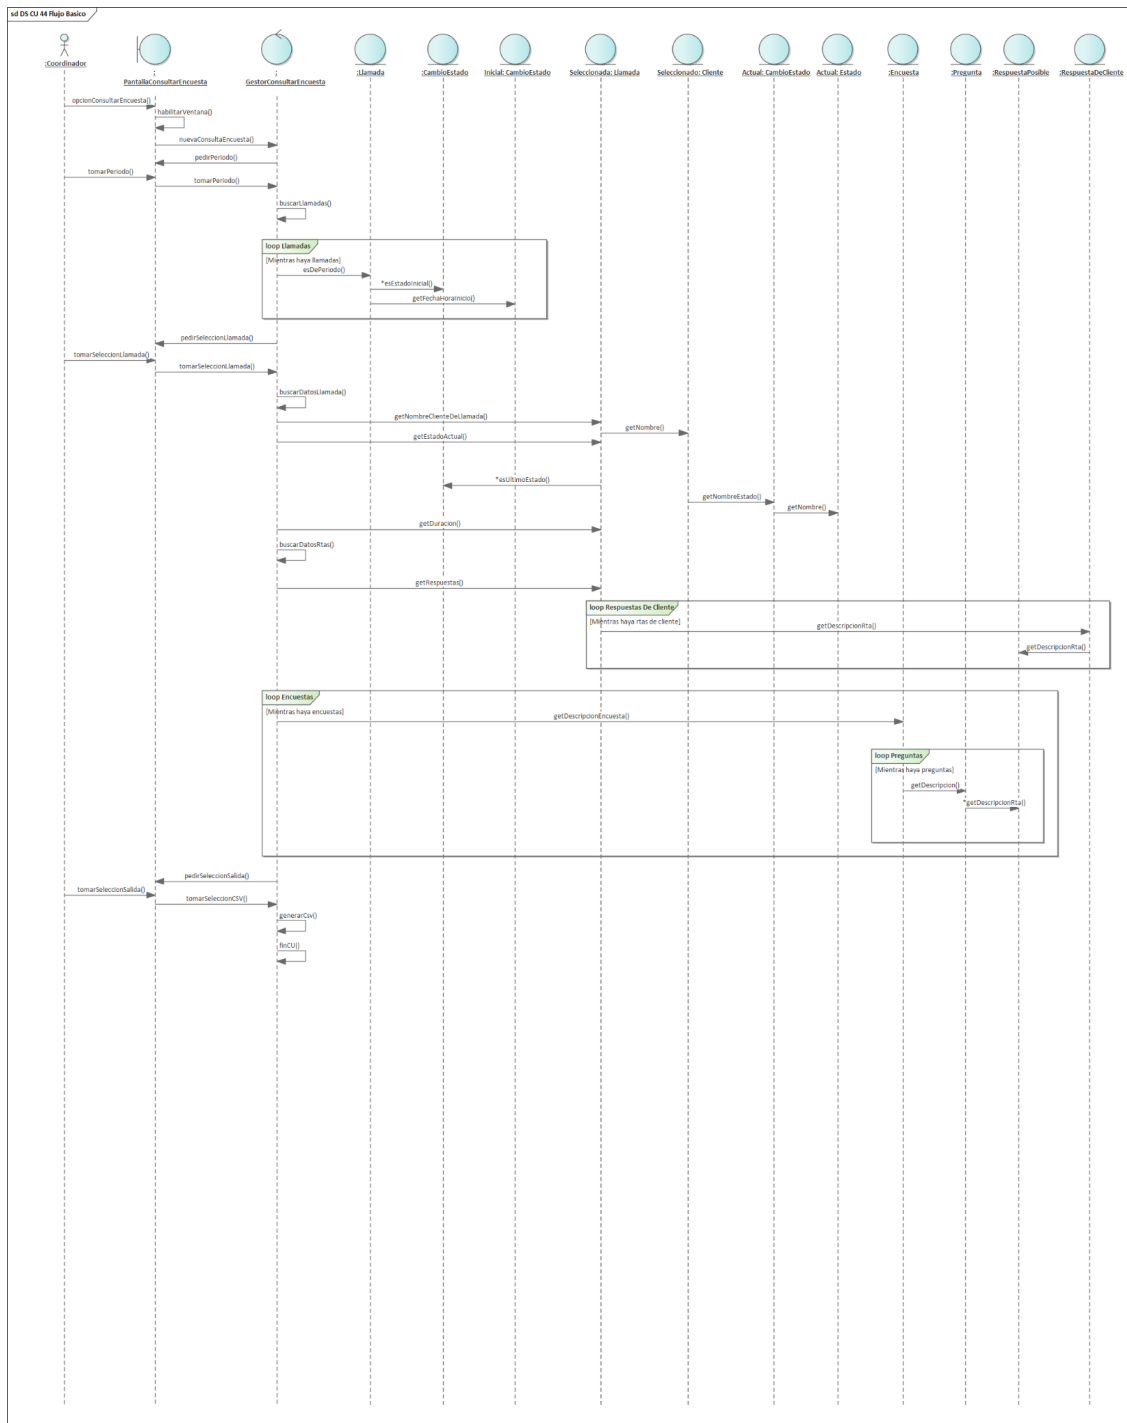 sd DS CU 44 Flujo Basico
:Coordinador
:
PantallaConsultarEncuesta
:
GestorConsultarEncuesta
:Llamada
:CambioEstado
Inicial: CambioEstado
Seleccionada: Llamada
Seleccionado: Cliente
Actual: CambioEstado
Actual: Estado
:Encuesta
:Pregunta
:RespuestaPosible
:RespuestaDeCliente
opcionConsultarEncuesta()
habilitarVentana()
nuevaConsultaEncuesta()
pedirPeriodo()
tomarPeriodo()
tomarPeriodo()
buscarLlamadas()
loop Llamadas
[Mientras haya llamadas]
esDePeriodo()
*esEstadoInicial()
getFechaHoraInicio()
pedirSeleccionLlamada()
tomarSeleccionLlamada()
tomarSeleccionLlamada()
buscarDatosLlamada()
getNombreClienteDeLlamada()
getNombre()
getEstadoActual()
*esUltimoEstado()
getNombreEstado()
getNombre()
getDuracion()
buscarDatosRtas()
getRespuestas()
loop Respuestas De Cliente
[Mientras haya rtas de cliente]
getDescripcionRta()
getDescripcionRta()
loop Encuestas
[Mientras haya encuestas]
getDescripcionEncuesta()
loop Preguntas
[Mientras haya preguntas]
getDescripcion()
*getDescripcionRta()
pedirSeleccionSalida()
tomarSeleccionSalida()
tomarSeleccionCSV()
generarCsv()
finCU()